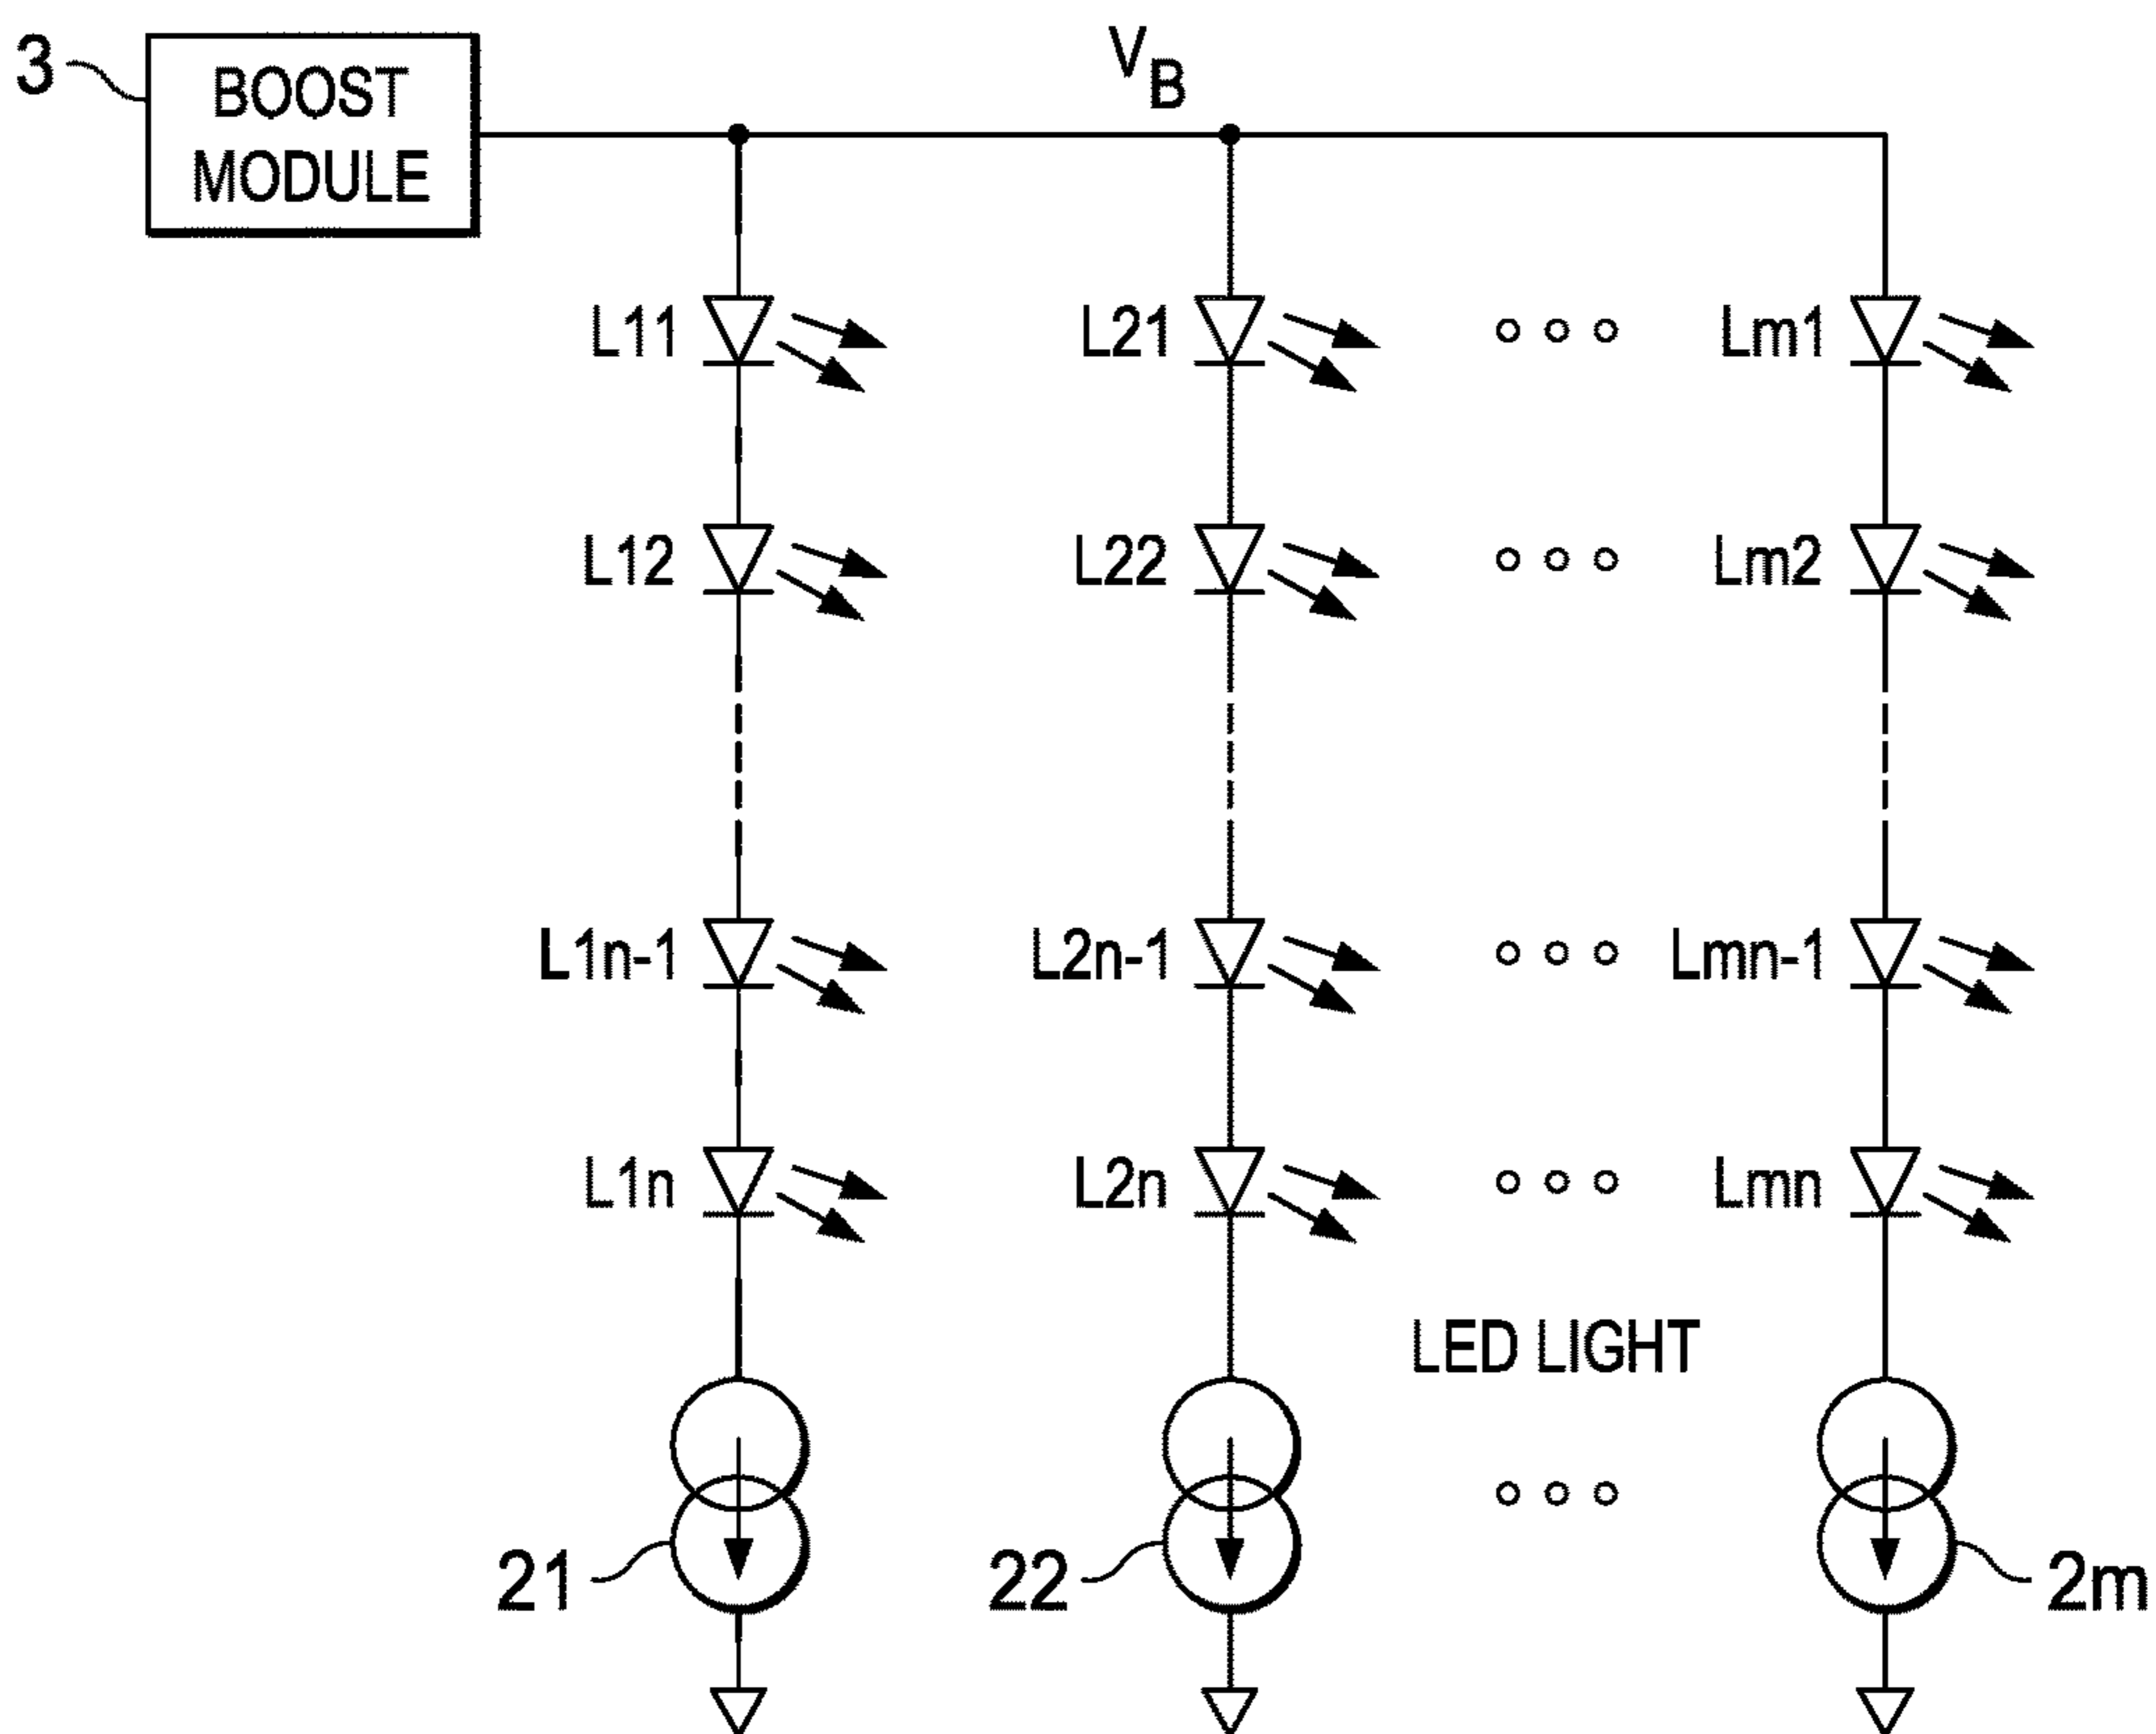 3
BOOST
MODULE
VB
L11
L21
Lm1
L12
L22
Lm2
L1n-1
L2n-1
Lmn-1
L1n
L2n
Lmn
LED LIGHT
21
22
2m